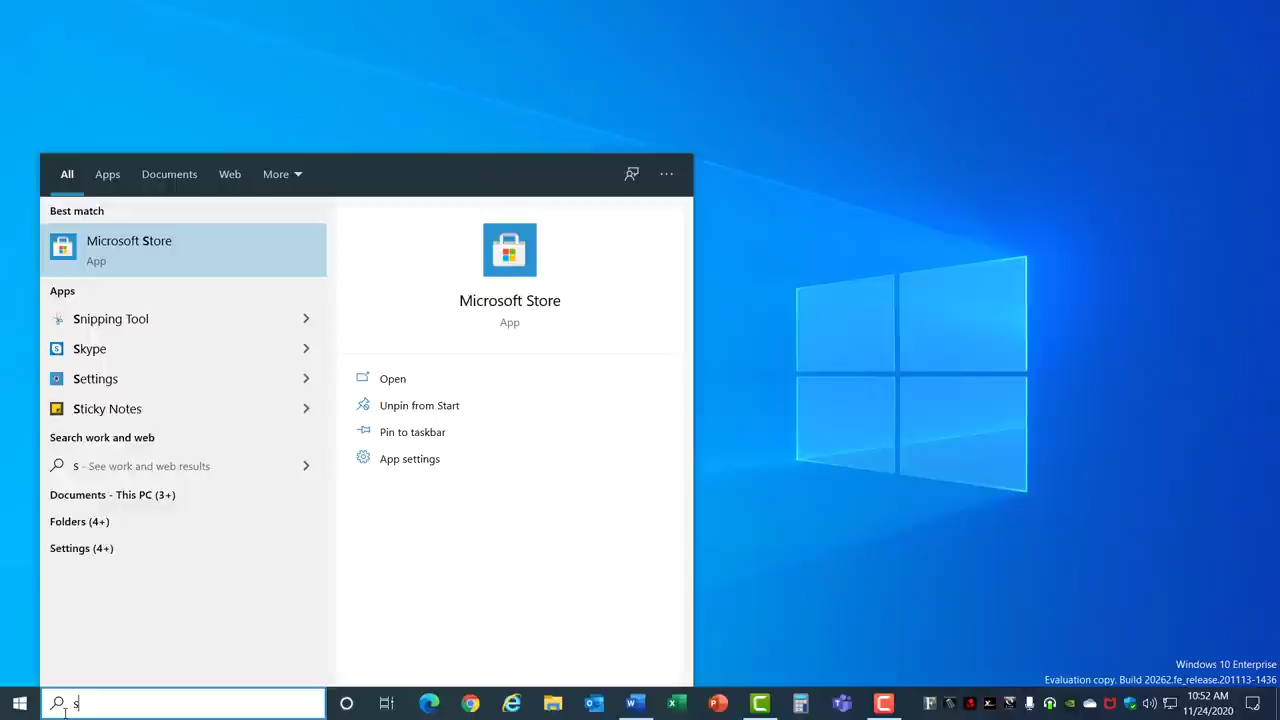 All Apps Documents Web More
Best match
Microsoft Store
App
Apps
Snipping Tool
Skype
Settings
Sticky Notes
Search work and web
s - See work and web results
Documents - This PC (3+)
Folders (4+)
Settings (4+)
Microsoft Store
App
Open
Unpin from Start
Pin to taskbar
App settings
Windows 10 Enterprise
Evaluation copy. Build 20262.fe_release.201113-1436
s
10:52 AM
11/24/2020